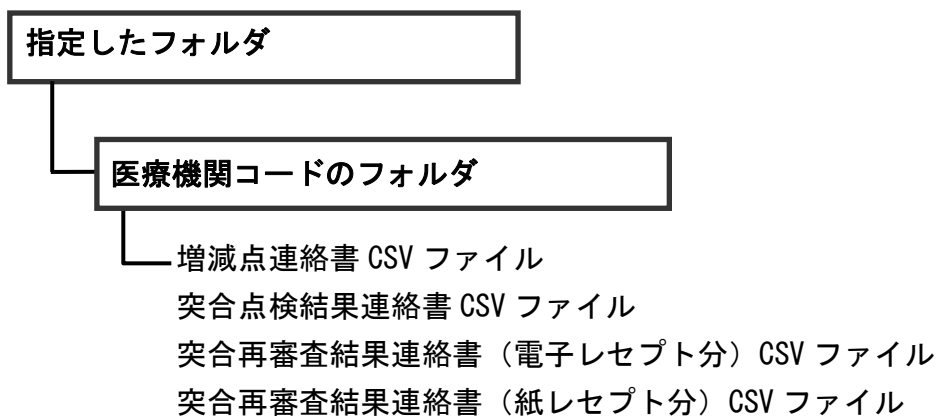 指定したフォルダ
医療機関コードのフォルダ
増減点連絡書 CSV ファイル
突合点検結果連絡書 CSV ファイル
突合再審査結果連絡書（電子レセプト分）CSV ファイル
突合再審査結果連絡書（紙レセプト分）CSV ファイル